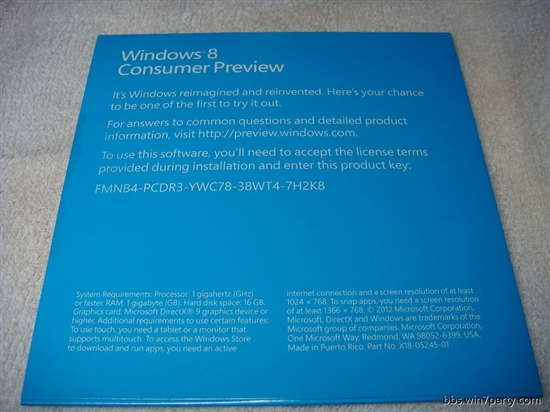 Windows® 8
Consumer Preview
It's Windows reimagined and reinvented. Here's your chance
to be one of the first to try it out.
For answers to common questions and detailed product
information, visit http://preview.windows.com.
To use this software, you'll need to accept the license terms
provided during installation and enter this product key:
FMNB4-PCDR3-YWC78-38WT4-7H2K8
System Requirements: Processor: 1 gigahertz (GHz)
or faster. RAM: 1 gigabyte (GB). Hard disk space: 16 GB.
Graphics card: Microsoft DirectX® 9 graphics device or
higher. Additional requirements to use certain features:
To use touch, you need a tablet or a monitor that
supports multitouch. To access the Windows Store
to download and run apps, you need an active
internet connection and a screen resolution of at least
1024 × 768. To snap apps, you need a screen resolution
of at least 1366 × 768. © 2012 Microsoft Corporation.
Microsoft, DirectX and Windows are trademarks of the
Microsoft group of companies. Microsoft Corporation,
One Microsoft Way, Redmond, WA 98052-6399, USA.
Made in Puerto Rico. Part No. X18-05245-01
bbs.win7party.com